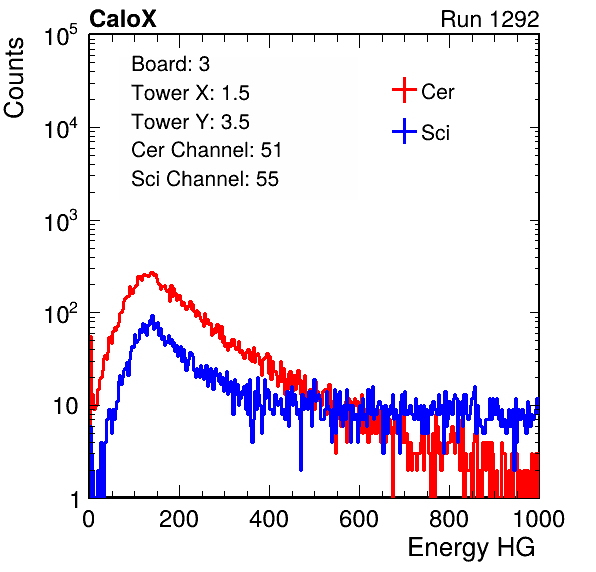 CaloX Run 1292
Counts
Board: 3
Tower X: 1.5
Tower Y: 3.5
Cer Channel: 51
Sci Channel: 55
Cer
Sci
10^5
10^4
10^3
10^2
10
1
0 200 400 600 800 1000
Energy HG